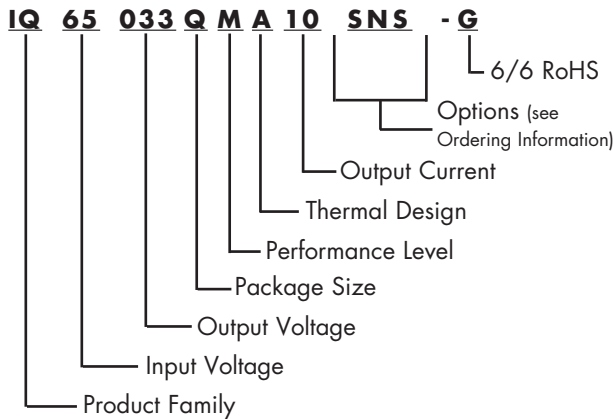 IQ 65 033 Q M A 10 SNS - G
6/6 RoHS
Options (see
Ordering Information)
Output Current
Thermal Design
Performance Level
Package Size
Output Voltage
Input Voltage
Product Family